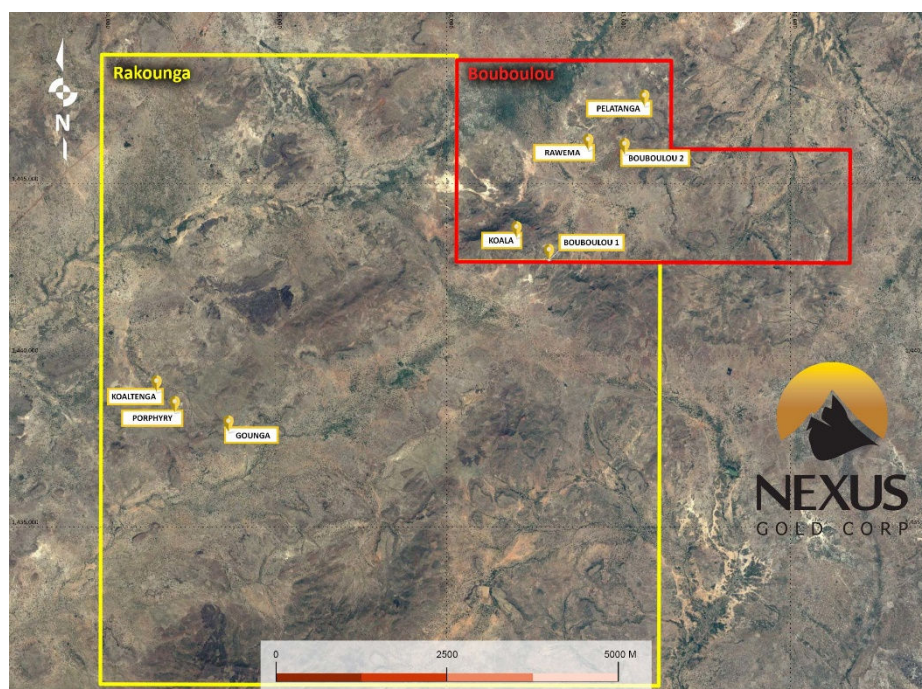 Rakounga
Bouboulou
PELATANGA
RAWEMA
BOUBOULOU 2
KOALA
BOUBOULOU 1
N
KOALTENGA
PORPHYRY
GOUNGA
NEXUS
GOLD CORP
0 2500 5000 M